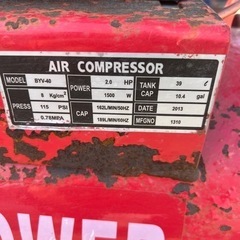 AIR COMPRESSOR
MODEL BYV-40 POWER 2.0 HP TANK CAP 39 ℓ
8 Kg/cm² 1500 W 10.4 gal
PRESS 115 PSI CAP 162L/MIN/50HZ DATE 2013
0.78MPA 189L/MIN/60HZ MFGNO 1310
POWER